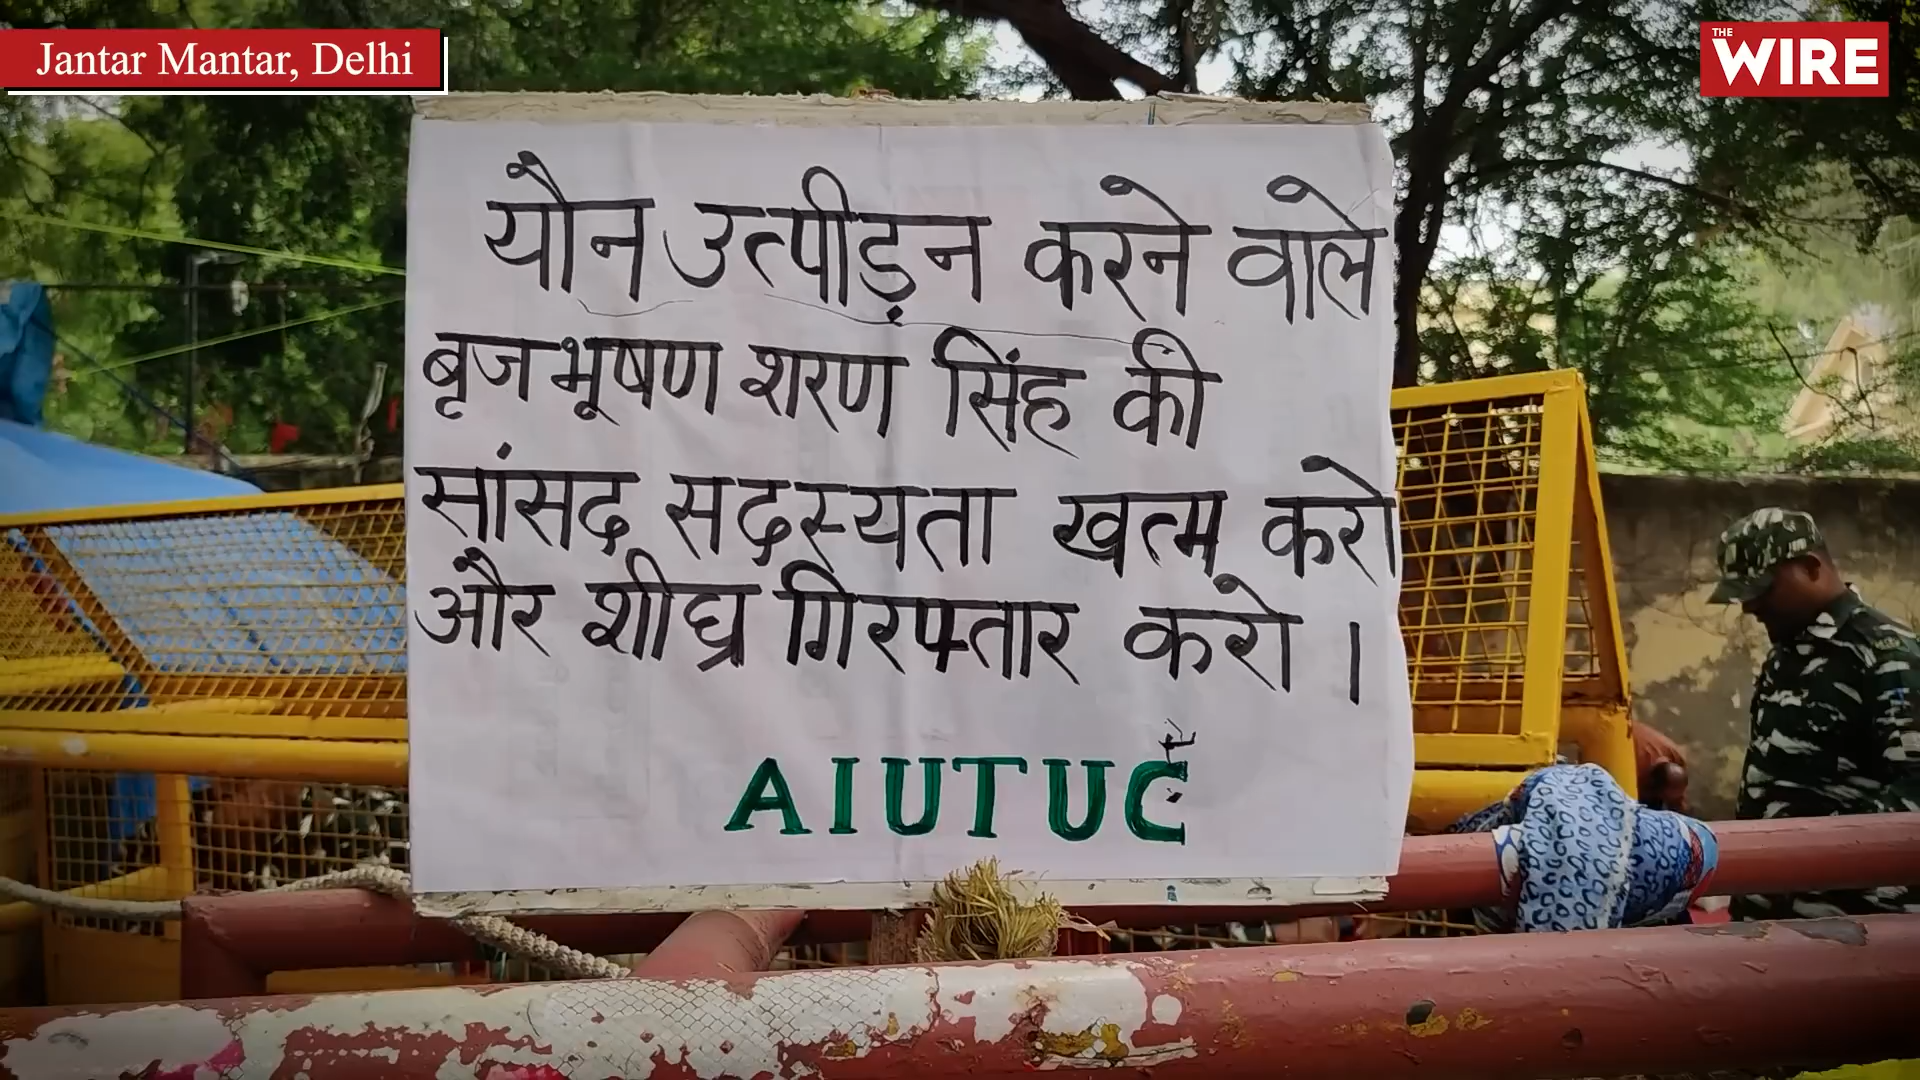 Jantar Mantar, Delhi
THE
WIRE
यौन उत्पीड़न करने वाले
बृजभूषण शरण सिंह की
सांसद सदस्यता खत्म करो
और शीघ्र गिरफ्तार करो ।
AIUTUC